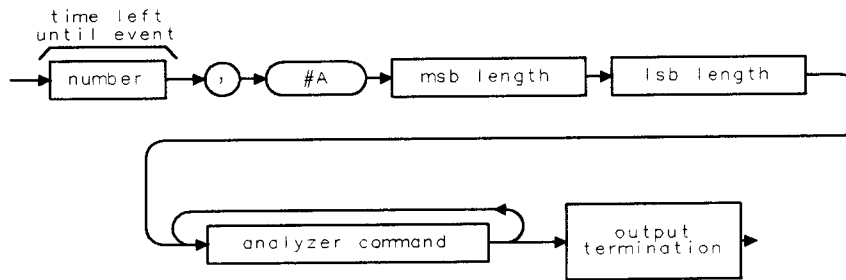 time left
until event
number
,
#A
msb length
lsb length
analyzer command
output
termination